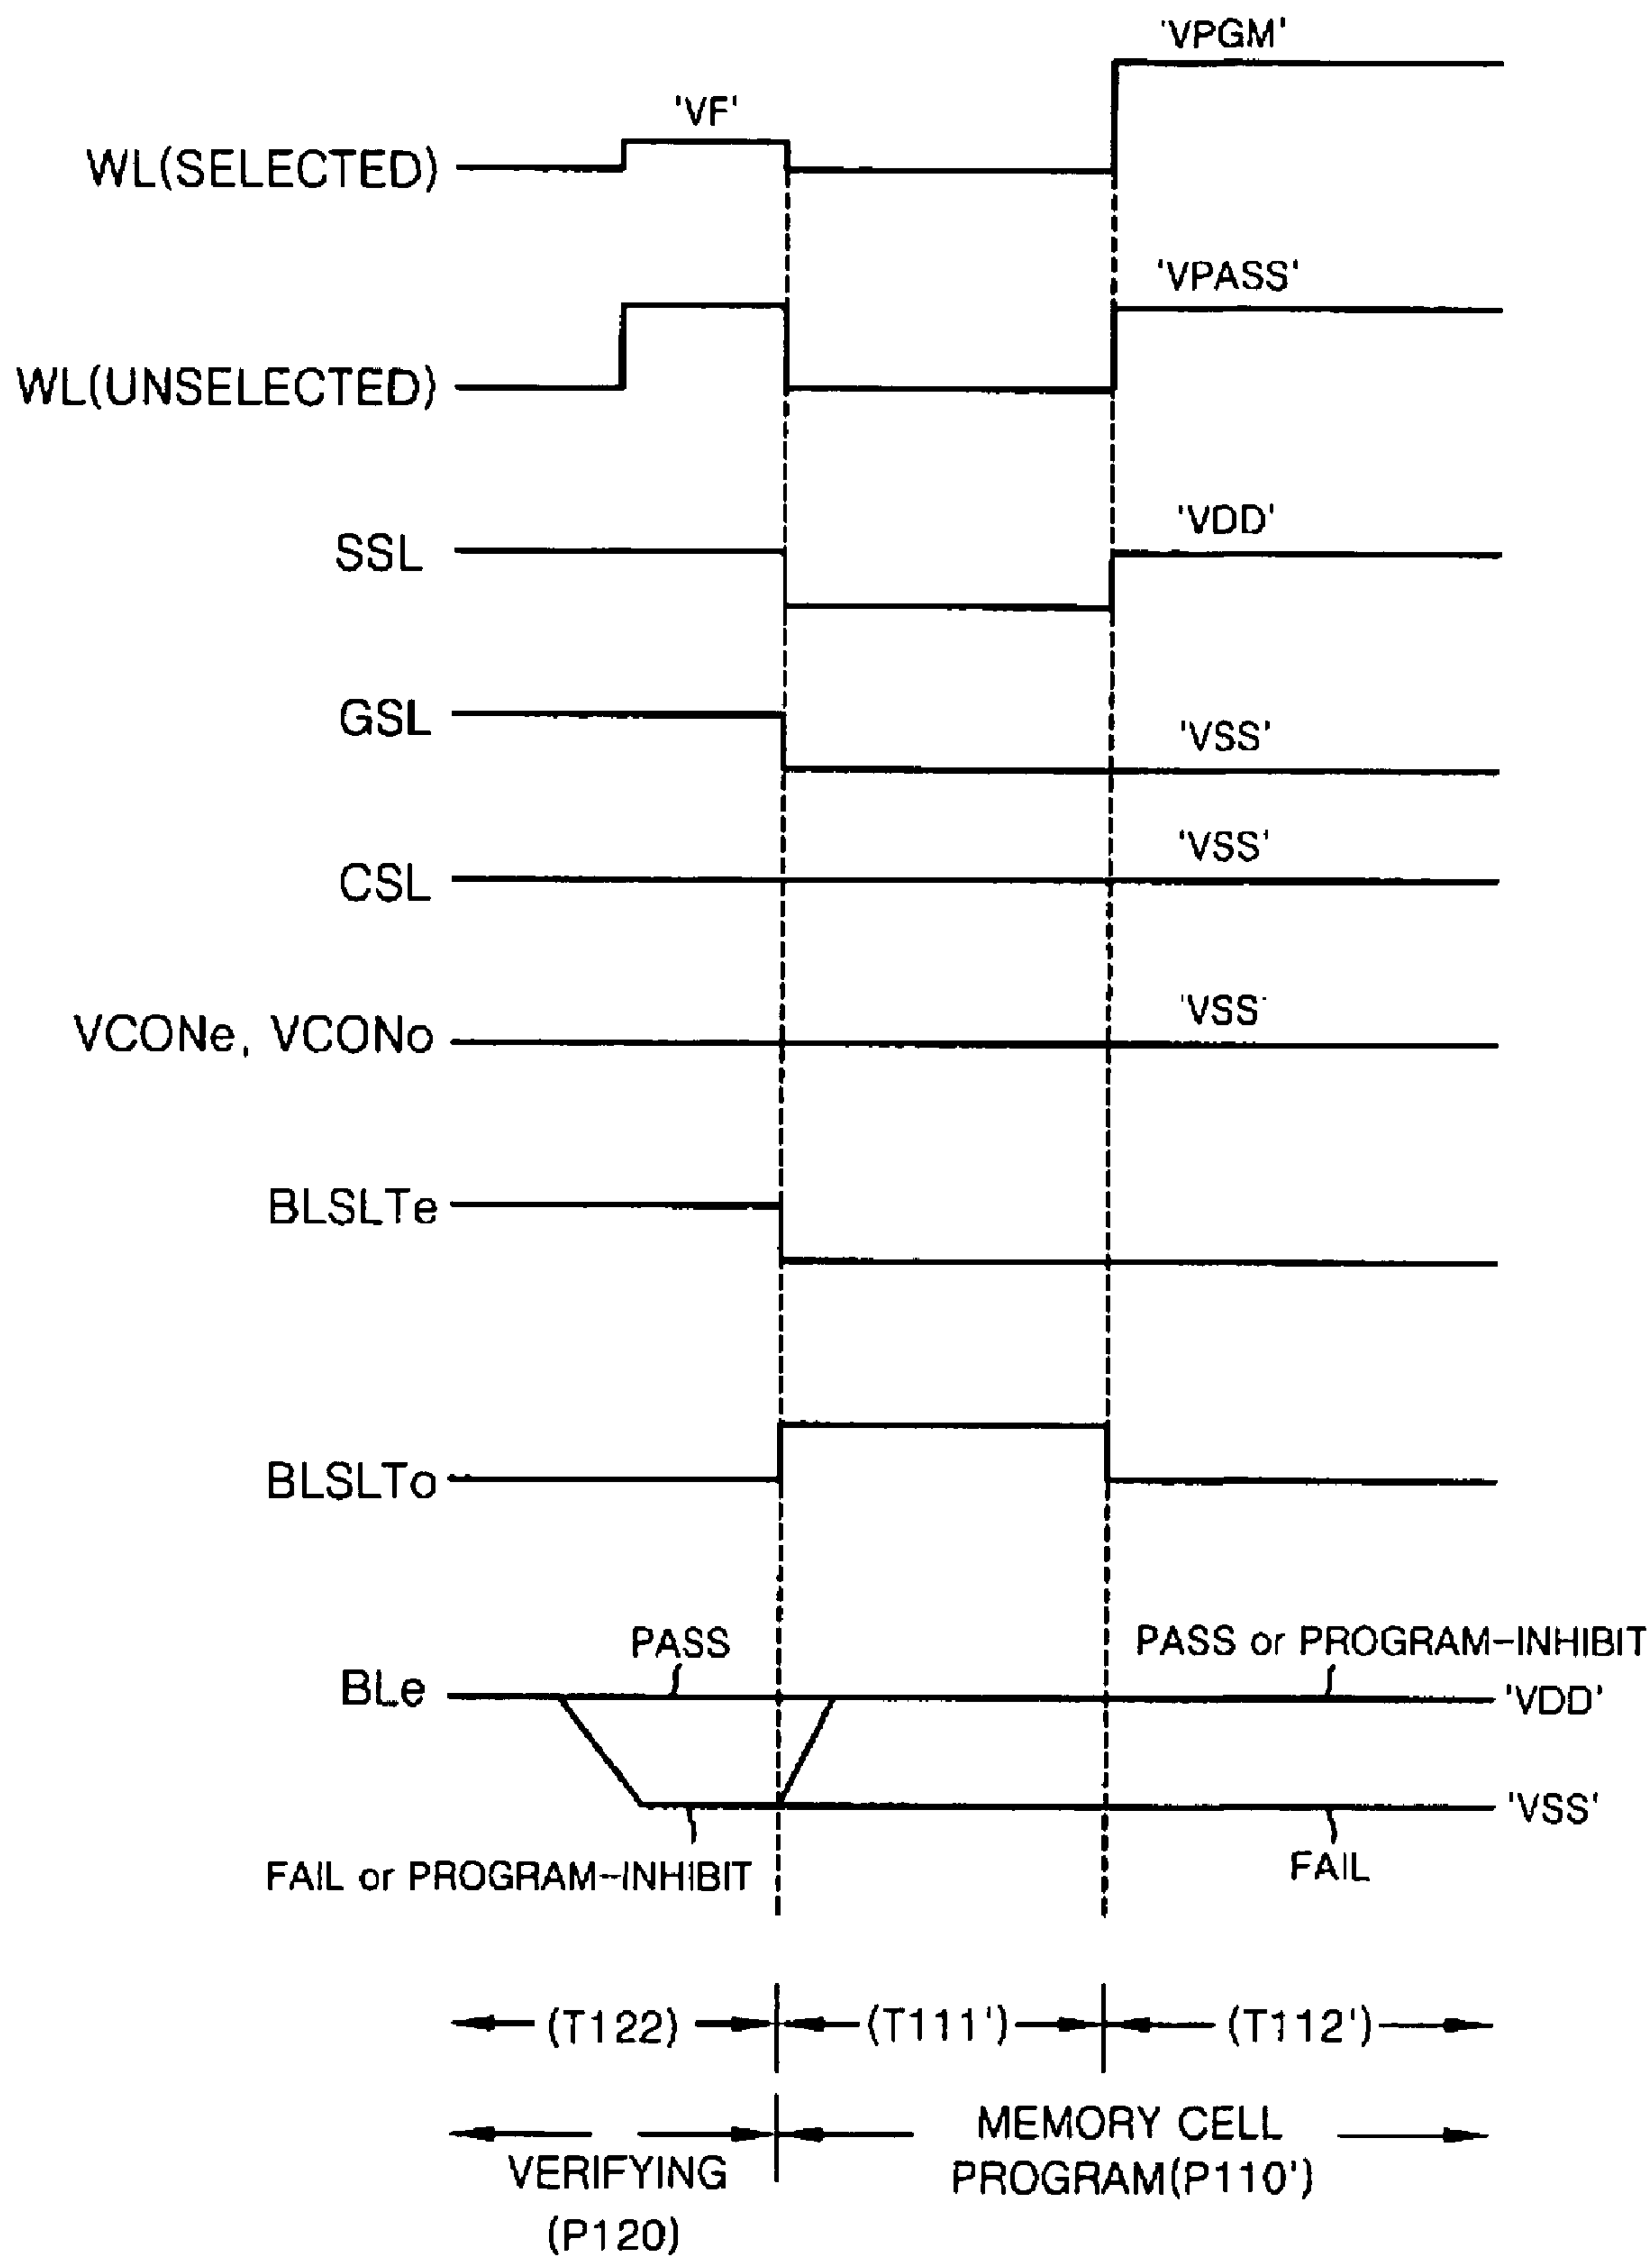 'VPGM'
'VF'
WL(SELECTED)
'VPASS'
WL(UNSELECTED)
'VDD'
SSL
GSL
'VSS'
'VSS'
CSL
'VSS'
VCONe, VCONo
BLSLTe
BLSLTo
PASS
PASS or PROGRAM-INHIBIT
BLe
'VDD'
'VSS'
FAIL or PROGRAM-INHIBIT
FAIL
(T122)
(T111')
(T112')
MEMORY CELL
PROGRAM(P110')
VERIFYING
(P120)